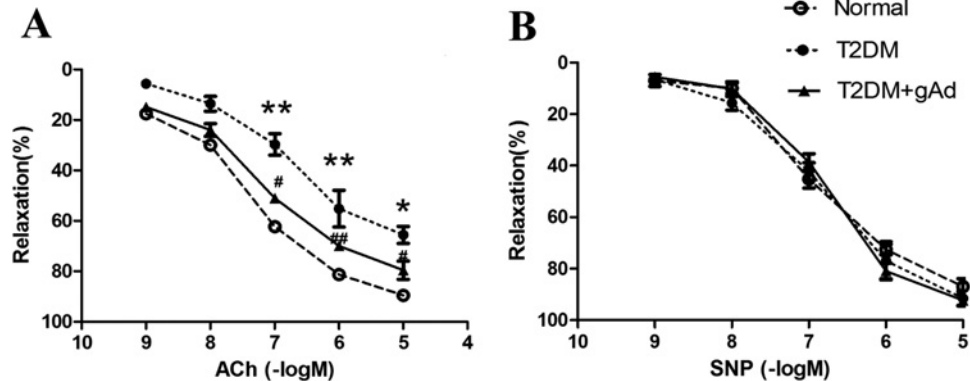 A
Relaxation(%)
0
20
40
60
80
100
**
**
*
#
##
#
10 9 8 7 6 5 4
ACh (-logM)
B
Normal
T2DM
T2DM+gAd
Relaxation(%)
0
20
40
60
80
100
10 9 8 7 6 5
SNP (-logM)